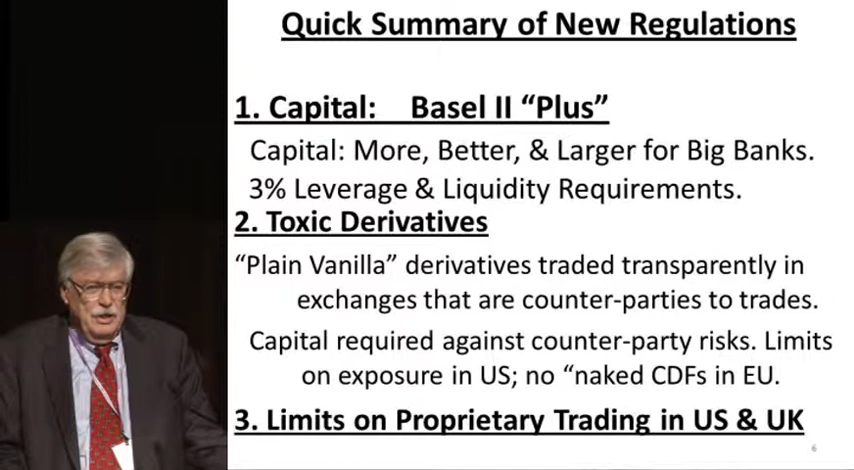 Quick Summary of New Regulations
1. Capital: Basel II “Plus”
Capital: More, Better, & Larger for Big Banks.
3% Leverage & Liquidity Requirements.
2. Toxic Derivatives
“Plain Vanilla” derivatives traded transparently in
exchanges that are counter-parties to trades.
Capital required against counter-party risks. Limits
on exposure in US; no “naked CDFs in EU.
3. Limits on Proprietary Trading in US & UK
6